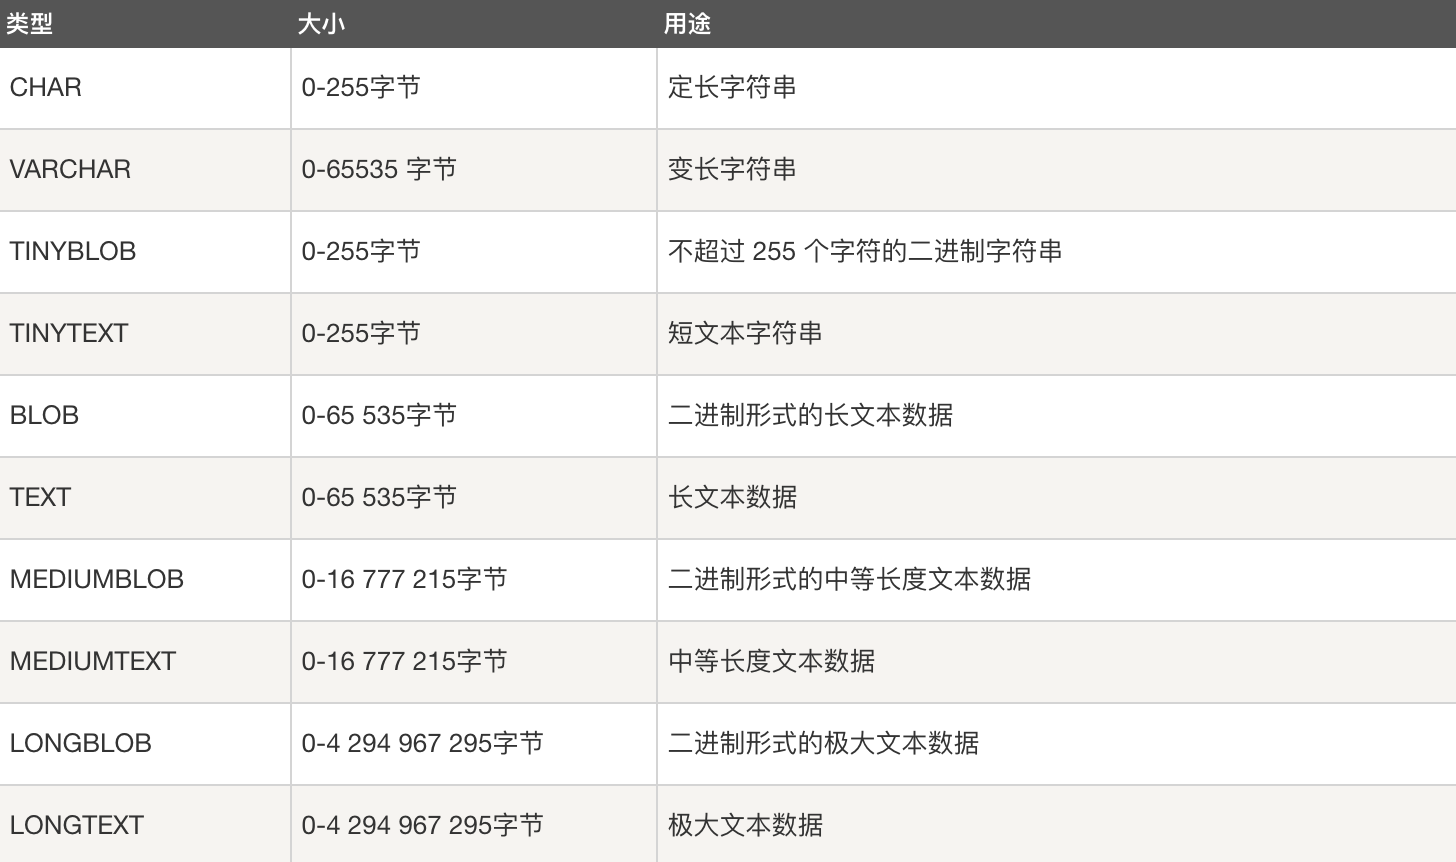 类型 大小 用途
CHAR 0-255字节 定长字符串
VARCHAR 0-65535 字节 变长字符串
TINYBLOB 0-255字节 不超过 255 个字符的二进制字符串
TINYTEXT 0-255字节 短文本字符串
BLOB 0-65 535字节 二进制形式的长文本数据
TEXT 0-65 535字节 长文本数据
MEDIUMBLOB 0-16 777 215字节 二进制形式的中等长度文本数据
MEDIUMTEXT 0-16 777 215字节 中等长度文本数据
LONGBLOB 0-4 294 967 295字节 二进制形式的极大文本数据
LONGTEXT 0-4 294 967 295字节 极大文本数据